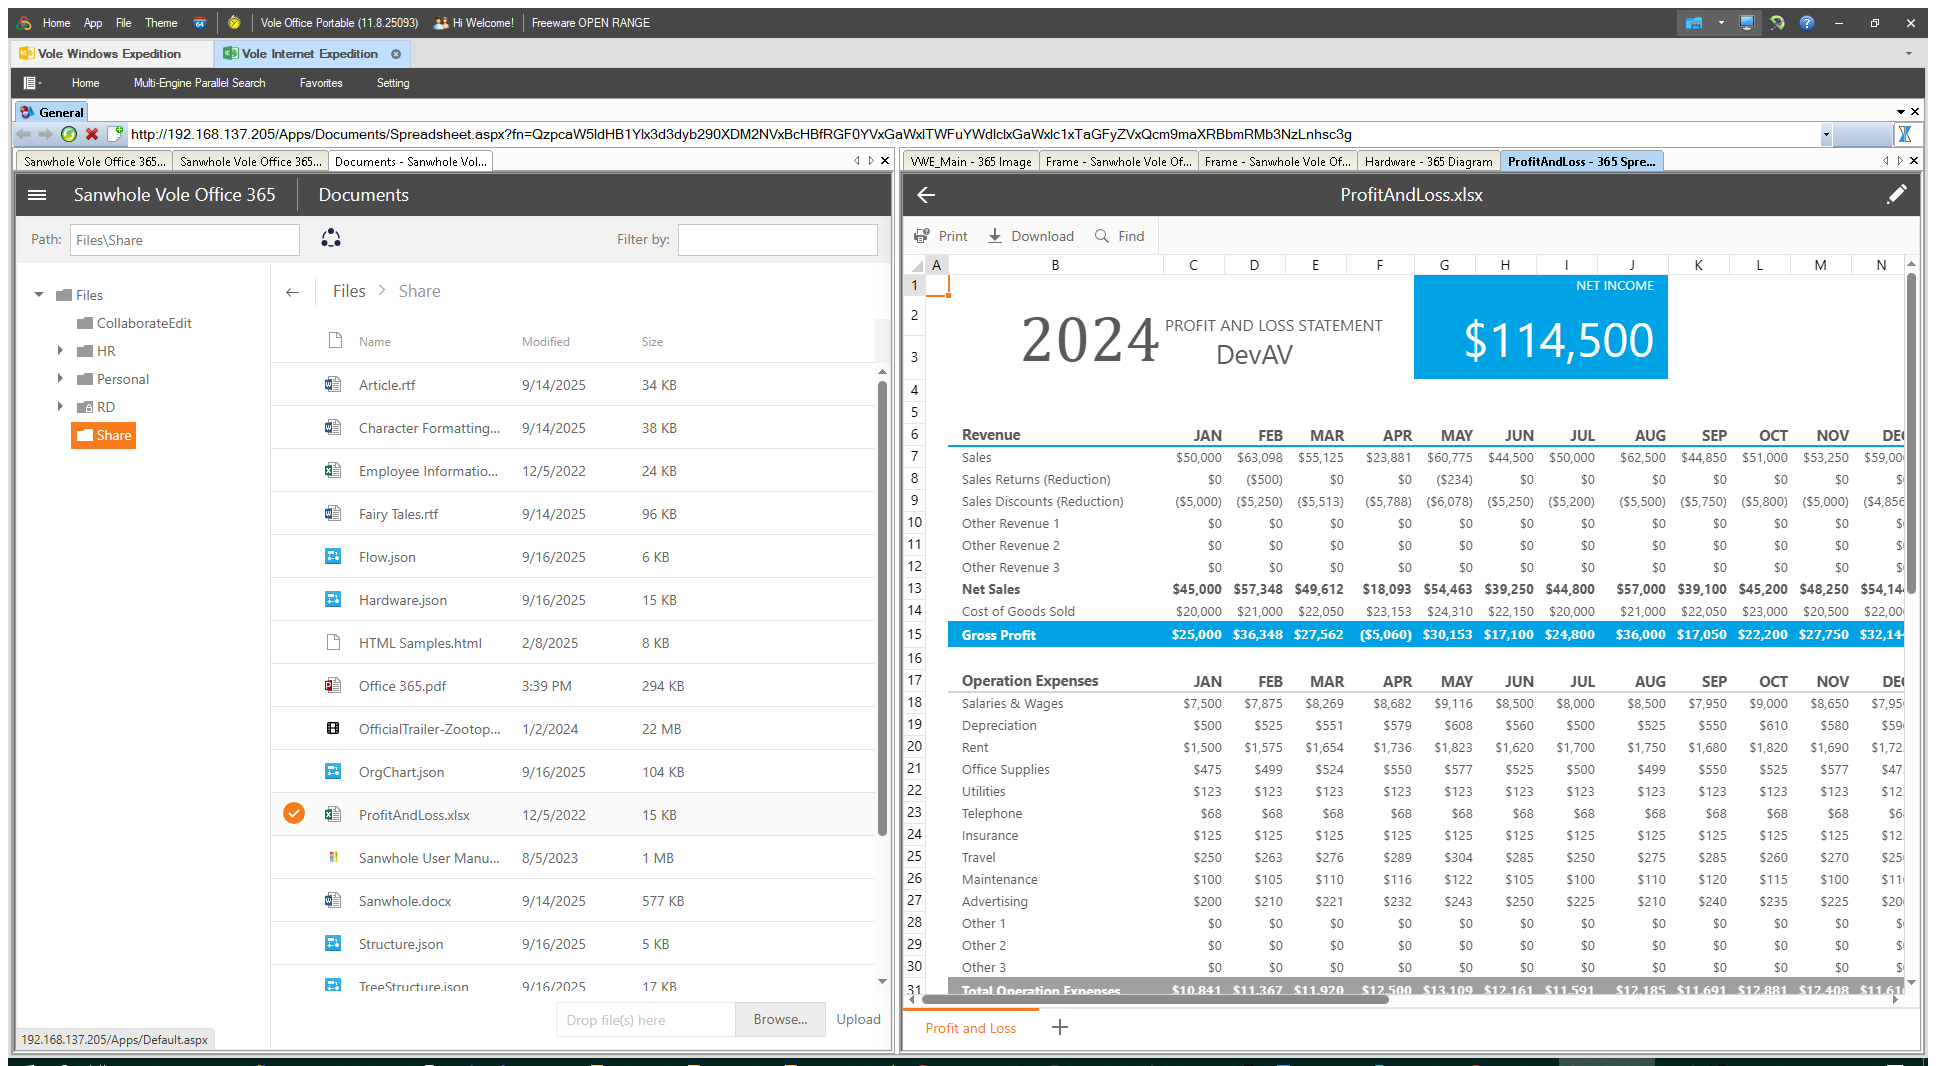 Home App File Theme 64 Vole Office Portable (11.8.25093) Hi Welcome! Freeware OPEN RANGE
Vole Windows Expedition Vole Internet Expedition
Home Multi-Engine Parallel Search Favorites Setting
General
http://192.168.137.205/Apps/Documents/Spreadsheet.aspx?fn=QzpcaW5ldHB1Ylx3d3dyb290XDM2NVxBcHBfRGF0YVxGaWxlTWFuYWdlclxGaWxlc1xTaGFyZVxQcm9maXRBbmRMb3NzLnhsc3g
Sanwhole Vole Office 365... Sanwhole Vole Office 365... Documents - Sanwhole Vol...
Sanwhole Vole Office 365 Documents
Path: Files\Share Filter by:
Files
CollaborateEdit
HR
Personal
RD
Share
Files > Share
Name Modified Size
Article.rtf 9/14/2025 34 KB
Character Formatting... 9/14/2025 38 KB
Employee Informatio... 12/5/2022 24 KB
Fairy Tales.rtf 9/14/2025 96 KB
Flow.json 9/16/2025 6 KB
Hardware.json 9/16/2025 15 KB
HTML Samples.html 2/8/2025 8 KB
Office 365.pdf 3:39 PM 294 KB
OfficialTrailer-Zootop... 1/2/2024 22 MB
OrgChart.json 9/16/2025 104 KB
ProfitAndLoss.xlsx 12/5/2022 15 KB
Sanwhole User Manu... 8/5/2023 1 MB
Sanwhole.docx 9/14/2025 577 KB
Structure.json 9/16/2025 5 KB
TreeStructure.json 9/16/2025 17 KB
Drop file(s) here Browse... Upload
192.168.137.205/Apps/Default.aspx
VWE_Main - 365 Image Frame - Sanwhole Vole Of... Frame - Sanwhole Vole Of... Hardware - 365 Diagram ProfitAndLoss - 365 Spre...
ProfitAndLoss.xlsx
Print Download Find
A B C D E F G H I J K L M N
1 NET INCOME
2 2024 PROFIT AND LOSS STATEMENT $114,500
3 DevAV
4
5
6 Revenue JAN FEB MAR APR MAY JUN JUL AUG SEP OCT NOV DEC
7 Sales $50,000 $63,098 $55,125 $23,881 $60,775 $44,500 $50,000 $62,500 $44,850 $51,000 $53,250 $59,00
8 Sales Returns (Reduction) $0 ($500) $0 $0 ($234) $0 $0 $0 $0 $0 $0 $
9 Sales Discounts (Reduction) ($5,000) ($5,250) ($5,513) ($5,788) ($6,078) ($5,250) ($5,200) ($5,500) ($5,750) ($5,800) ($5,000) ($4,856
10 Other Revenue 1 $0 $0 $0 $0 $0 $0 $0 $0 $0 $0 $0 $
11 Other Revenue 2 $0 $0 $0 $0 $0 $0 $0 $0 $0 $0 $0 $
12 Other Revenue 3 $0 $0 $0 $0 $0 $0 $0 $0 $0 $0 $0 $
13 Net Sales $45,000 $57,348 $49,612 $18,093 $54,463 $39,250 $44,800 $57,000 $39,100 $45,200 $48,250 $54,14
14 Cost of Goods Sold $20,000 $21,000 $22,050 $23,153 $24,310 $22,150 $20,000 $21,000 $22,050 $23,000 $20,500 $22,00
15 Gross Profit $25,000 $36,348 $27,562 ($5,060) $30,153 $17,100 $24,800 $36,000 $17,050 $22,200 $27,750 $32,14
16
17 Operation Expenses JAN FEB MAR APR MAY JUN JUL AUG SEP OCT NOV DEC
18 Salaries & Wages $7,500 $7,875 $8,269 $8,682 $9,116 $8,500 $8,000 $8,500 $7,950 $9,000 $8,650 $7,95
19 Depreciation $500 $525 $551 $579 $608 $560 $500 $525 $550 $610 $580 $59
20 Rent $1,500 $1,575 $1,654 $1,736 $1,823 $1,620 $1,700 $1,750 $1,680 $1,820 $1,690 $1,72
21 Office Supplies $475 $499 $524 $550 $577 $525 $500 $499 $550 $525 $577 $47
22 Utilities $123 $123 $123 $123 $123 $123 $123 $123 $123 $123 $123 $12
23 Telephone $68 $68 $68 $68 $68 $68 $68 $68 $68 $68 $68 $6
24 Insurance $125 $125 $125 $125 $125 $125 $125 $125 $125 $125 $125 $12
25 Travel $250 $263 $276 $289 $304 $285 $250 $275 $285 $260 $270 $25
26 Maintenance $100 $105 $110 $116 $122 $105 $100 $110 $120 $115 $100 $11
27 Advertising $200 $210 $221 $232 $243 $250 $225 $210 $240 $235 $225 $20
28 Other 1 $0 $0 $0 $0 $0 $0 $0 $0 $0 $0 $0 $
29 Other 2 $0 $0 $0 $0 $0 $0 $0 $0 $0 $0 $0 $
30 Other 3 $0 $0 $0 $0 $0 $0 $0 $0 $0 $0 $0 $
31 Total Operation Expenses $10,841 $11,367 $11,920 $12,500 $13,109 $12,161 $11,591 $12,185 $11,691 $12,881 $12,408 $11,61
Profit and Loss